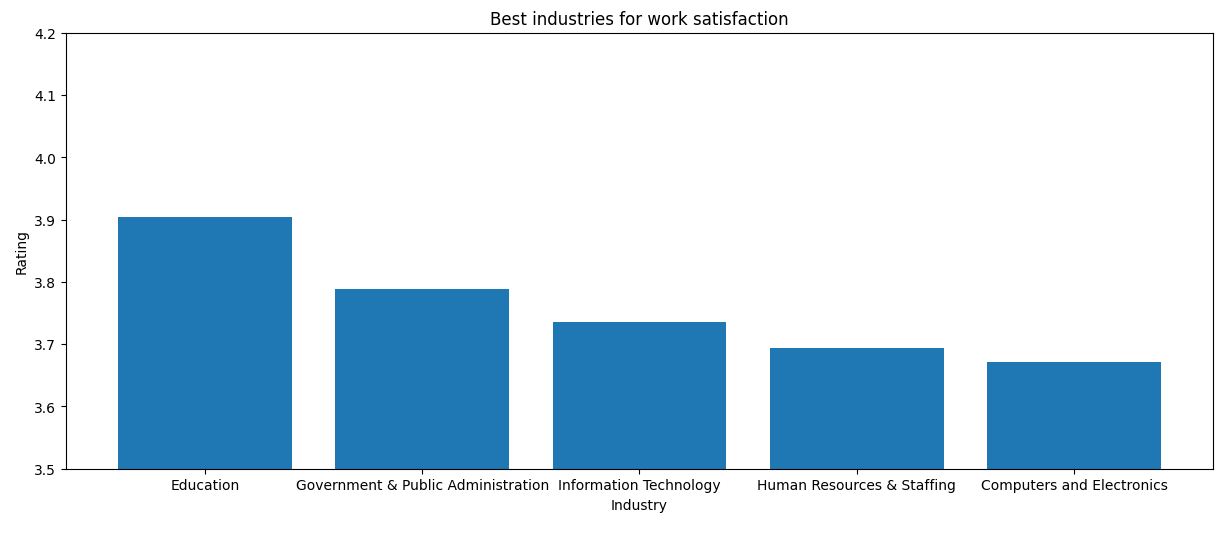 Best industries for work satisfaction
4.2
4.1
4.0
3.9
3.8
3.7
3.6
3.5
Rating
Education
Government & Public Administration
Information Technology
Human Resources & Staffing
Computers and Electronics
Industry